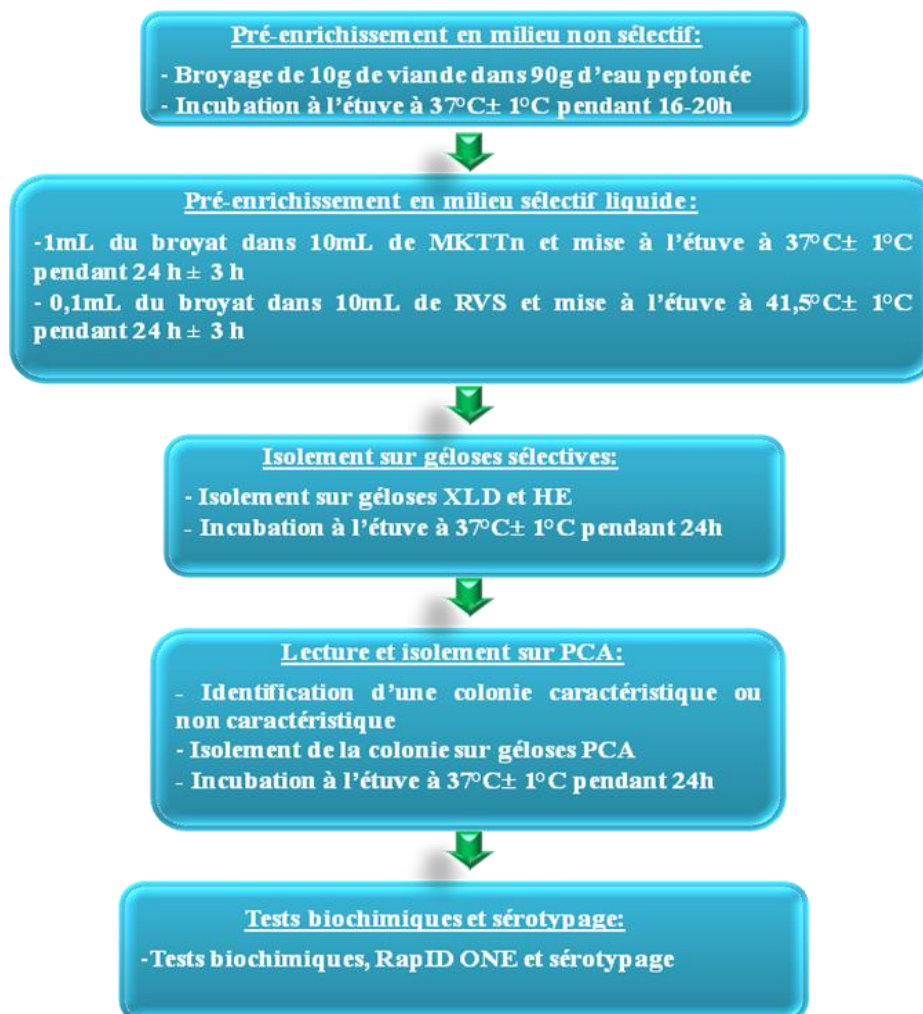 Pré-enrichissement en milieu non sélectif:
- Broyage de 10g de viande dans 90g d'eau peptonée
- Incubation à l'étuve à 37°C± 1°C pendant 16-20h
Pré-enrichissement en milieu sélectif liquide:
-1mL du broyat dans 10mL de MKTTn et mise à l'étuve à 37°C± 1°C
pendant 24 h ± 3 h
- 0,1mL du broyat dans 10mL de RVS et mise à l'étuve à 41,5°C± 1°C
pendant 24 h ± 3 h
Isolement sur géloses sélectives:
- Isolement sur géloses XLD et HE
- Incubation à l'étuve à 37°C± 1°C pendant 24h
Lecture et isolement sur PCA:
- Identification d'une colonie caractéristique ou
non caractéristique
- Isolement de la colonie sur géloses PCA
- Incubation à l'étuve à 37°C± 1°C pendant 24h
Tests biochimiques et sérotypage:
-Tests biochimiques, RapID ONE et sérotypage